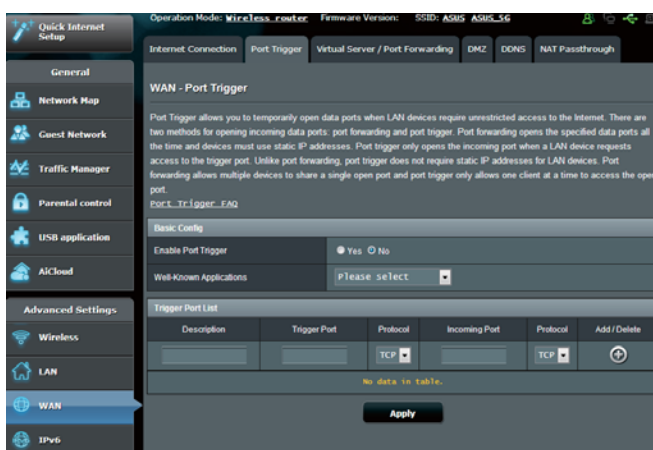 Quick Internet
Setup
Operation Mode: Wireless router Firmware Version: SSID: ASUS ASUS_5G
Internet Connection Port Trigger Virtual Server / Port Forwarding DMZ DDNS NAT Passthrough
General
Network Map
Guest Network
Traffic Manager
Parental control
USB application
AiCloud
Advanced Settings
Wireless
LAN
WAN
IPv6
WAN - Port Trigger
Port Trigger allows you to temporarily open data ports when LAN devices require unrestricted access to the Internet. There are
two methods for opening incoming data ports: port forwarding and port trigger. Port forwarding opens the specified data ports all
the time and devices must use static IP addresses. Port trigger only opens the incoming port when a LAN device requests
access to the trigger port. Unlike port forwarding, port trigger does not require static IP addresses for LAN devices. Port
forwarding allows multiple devices to share a single open port and port trigger only allows one client at a time to access the open
port.
Port Trigger FAQ
Basic Config
Enable Port Trigger Yes No
Well-Known Applications Please select
Trigger Port List
Description Trigger Port Protocol Incoming Port Protocol Add / Delete
TCP TCP
No data in table.
Apply